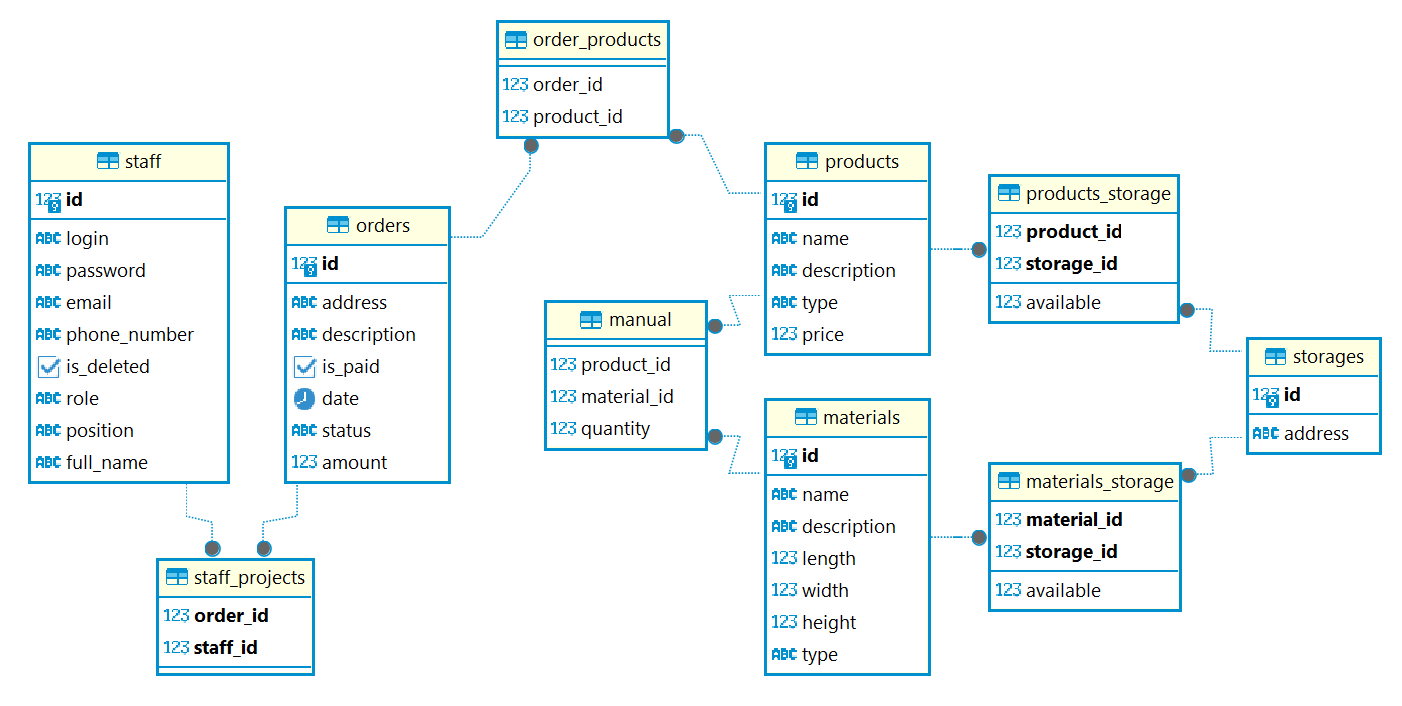 order_products
123 order_id
123 product_id
staff
123 id
ABC login
ABC password
ABC email
ABC phone_number
is_deleted
ABC role
ABC position
ABC full_name
orders
123 id
ABC address
ABC description
is_paid
date
ABC status
123 amount
staff_projects
123 order_id
123 staff_id
manual
123 product_id
123 material_id
123 quantity
products
123 id
ABC name
ABC description
ABC type
123 price
materials
123 id
ABC name
ABC description
123 length
123 width
123 height
ABC type
products_storage
123 product_id
123 storage_id
123 available
materials_storage
123 material_id
123 storage_id
123 available
storages
123 id
ABC address